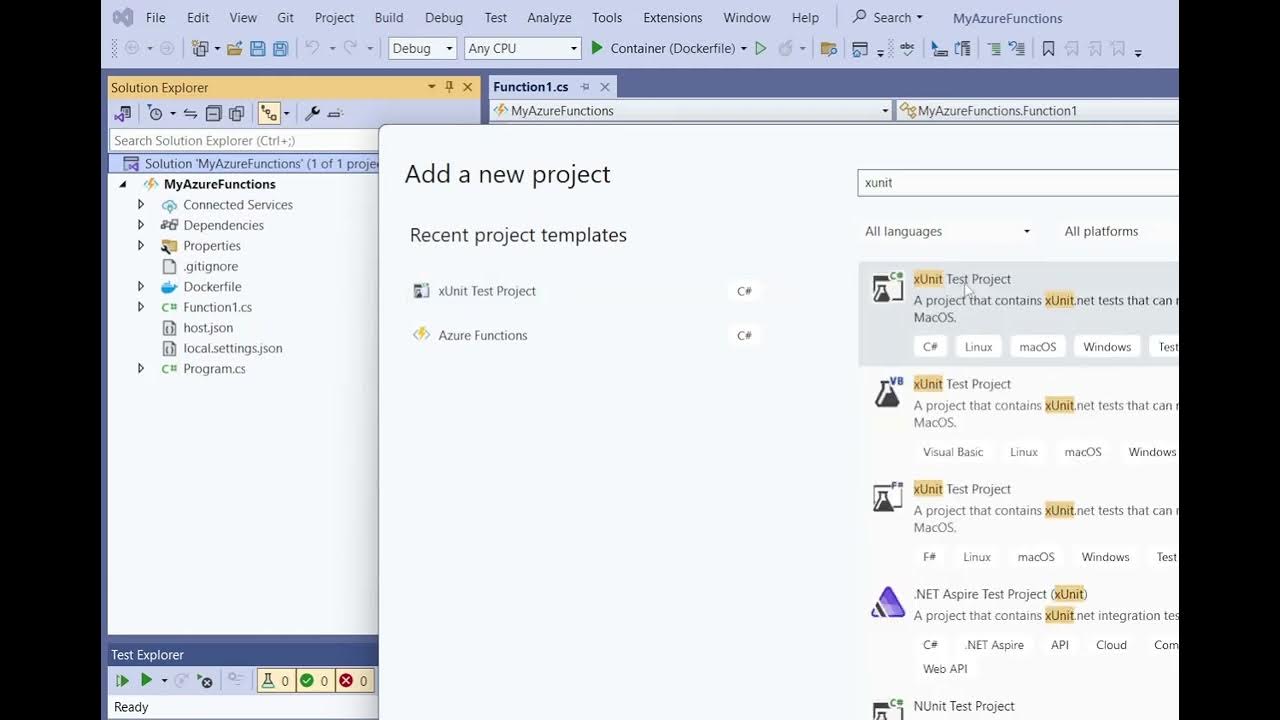 File Edit View Git Project Build Debug Test Analyze Tools Extensions Window Help Search MyAzureFunctions
Debug Any CPU Container (Dockerfile)
Solution Explorer
Function1.cs
MyAzureFunctions MyAzureFunctions.Function1
Search Solution Explorer (Ctrl+;)
Solution 'MyAzureFunctions' (1 of 1 proje
MyAzureFunctions
Connected Services
Dependencies
Properties
.gitignore
Dockerfile
C# Function1.cs
host.json
local.settings.json
C# Program.cs
Test Explorer
0 0 0
Ready
Add a new project
Recent project templates
xUnit Test Project C#
Azure Functions C#
xunit
All languages All platforms
C# xUnit Test Project
A project that contains xUnit.net tests that can r
MacOS.
C# Linux macOS Windows Test
VB xUnit Test Project
A project that contains xUnit.net tests that can r
MacOS.
Visual Basic Linux macOS Windows
F# xUnit Test Project
A project that contains xUnit.net tests that can r
MacOS.
F# Linux macOS Windows Test
.NET Aspire Test Project (xUnit)
A project that contains xUnit.net integration tes
C# .NET Aspire API Cloud Com
Web API
C# NUnit Test Project